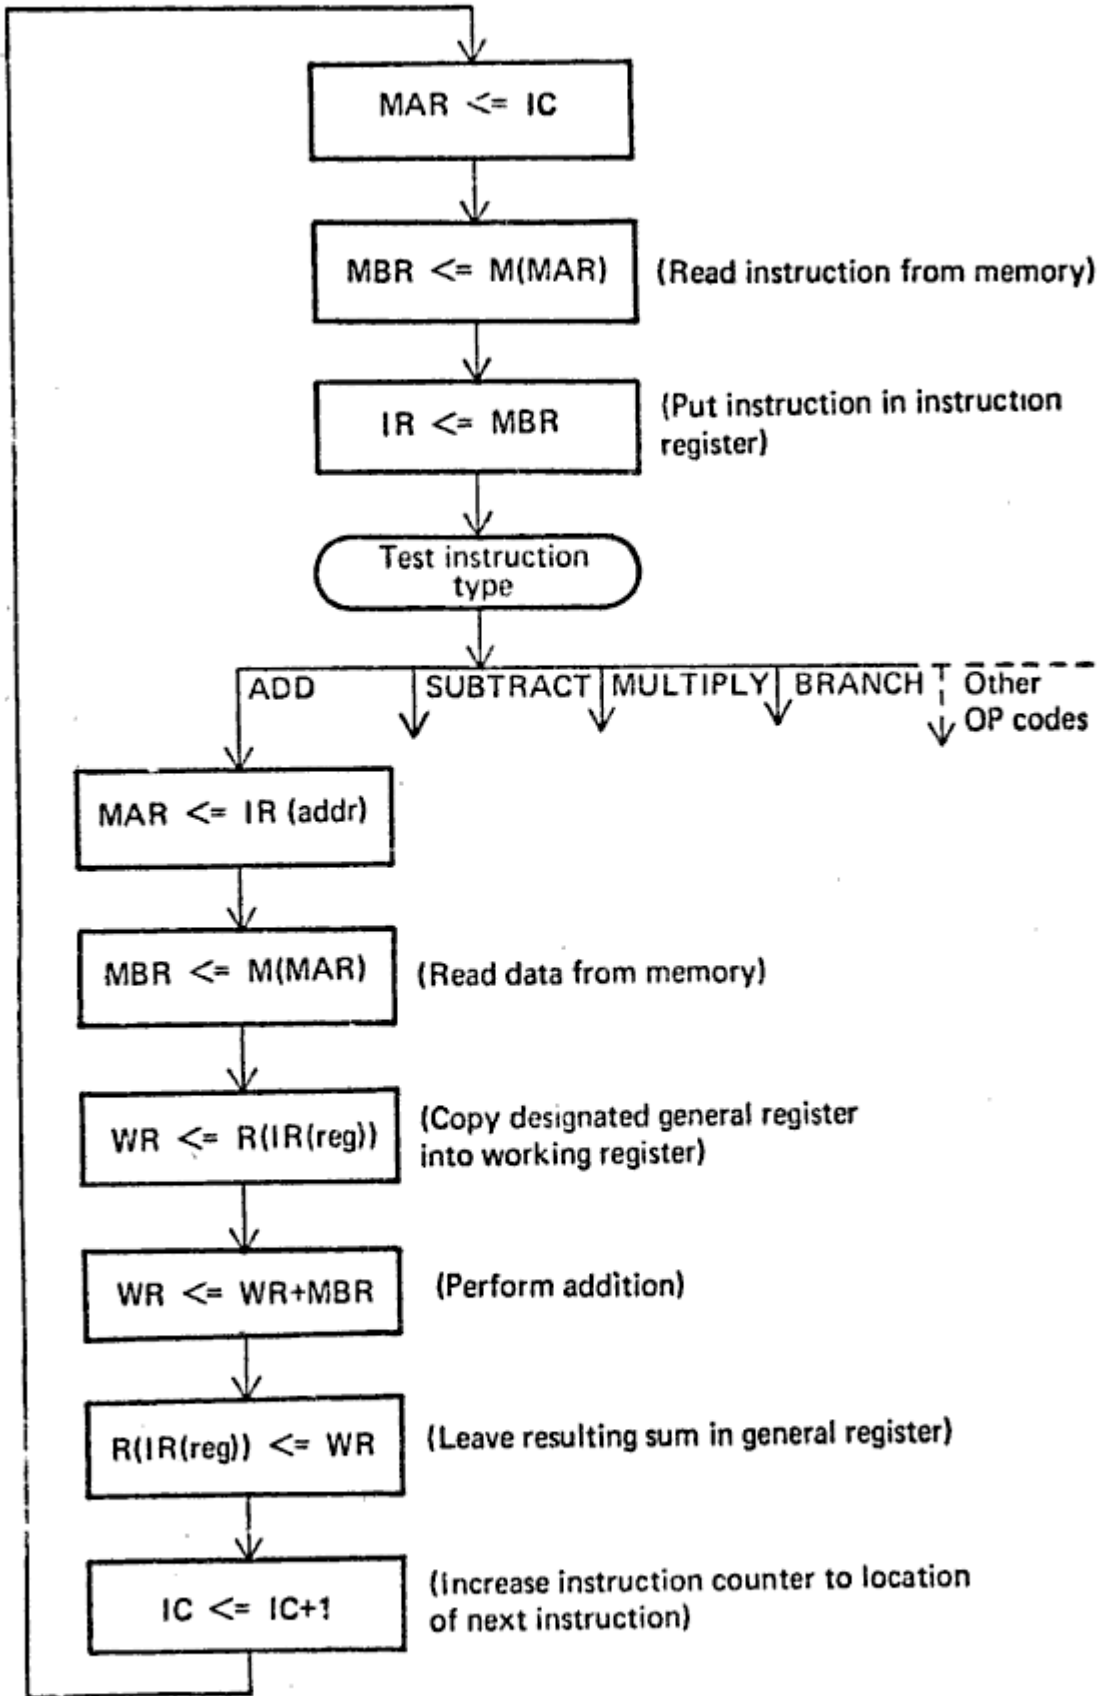 MAR <= IC
MBR <= M(MAR)
(Read instruction from memory)
IR <= MBR
(Put instruction in instruction
register)
Test instruction
type
ADD
SUBTRACT
MULTIPLY
BRANCH
Other
OP codes
MAR <= IR (addr)
MBR <= M(MAR)
(Read data from memory)
WR <= R(IR(reg))
(Copy designated general register
into working register)
WR <= WR+MBR
(Perform addition)
R(IR(reg)) <= WR
(Leave resulting sum in general register)
IC <= IC+1
(Increase instruction counter to location
of next instruction)